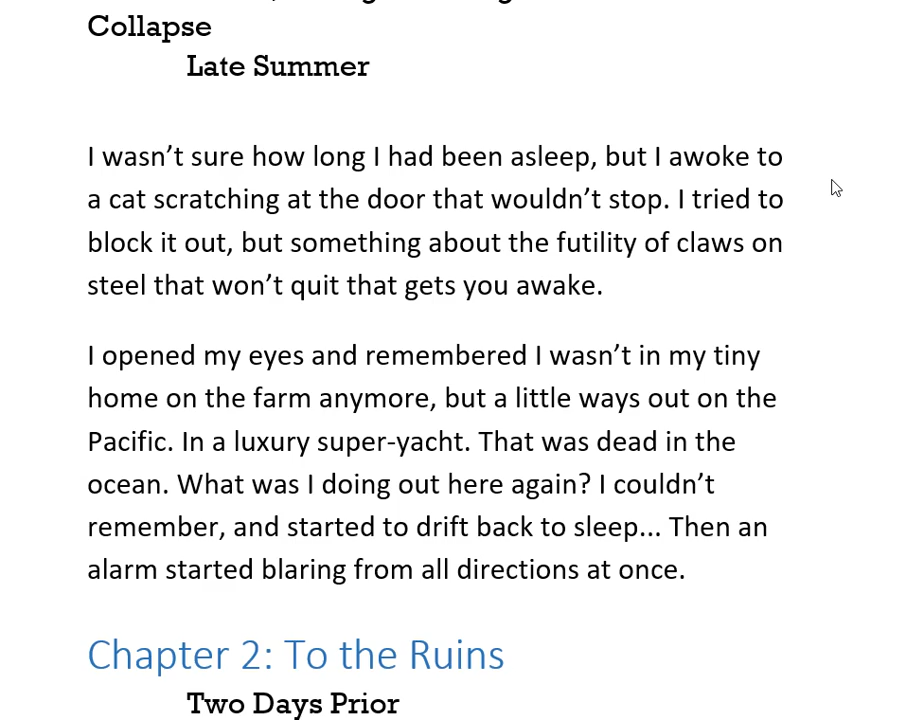 Collapse
Late Summer
I wasn’t sure how long I had been asleep, but I awoke to
a cat scratching at the door that wouldn’t stop. I tried to
block it out, but something about the futility of claws on
steel that won’t quit that gets you awake.
I opened my eyes and remembered I wasn’t in my tiny
home on the farm anymore, but a little ways out on the
Pacific. In a luxury super-yacht. That was dead in the
ocean. What was I doing out here again? I couldn’t
remember, and started to drift back to sleep... Then an
alarm started blaring from all directions at once.
Chapter 2: To the Ruins
Two Days Prior